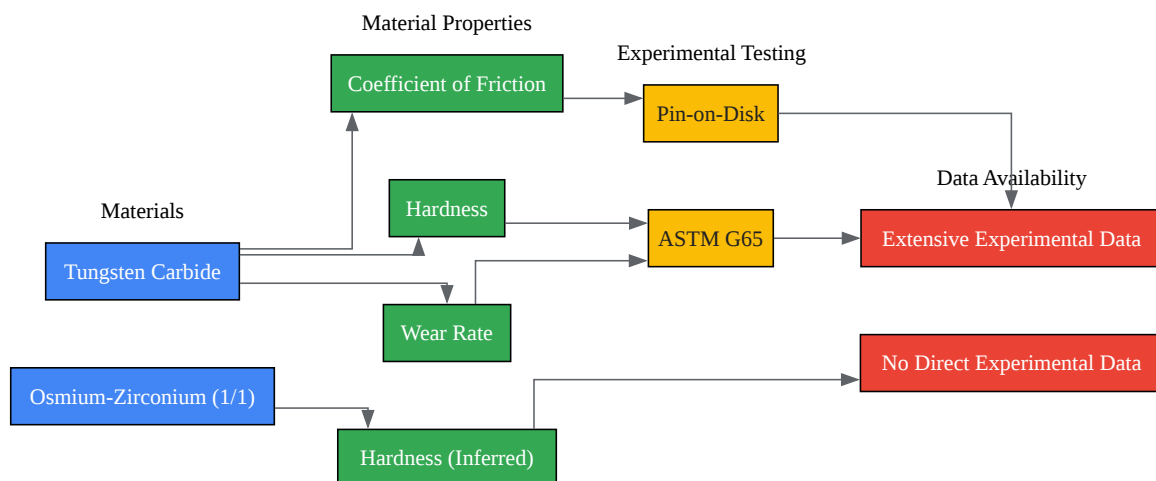 Material Properties
Coefficient of Friction
Experimental Testing
Pin-on-Disk
Data Availability
Materials
Hardness
ASTM G65
Extensive Experimental Data
Tungsten Carbide
Wear Rate
No Direct Experimental Data
Osmium-Zirconium (1/1)
Hardness (Inferred)